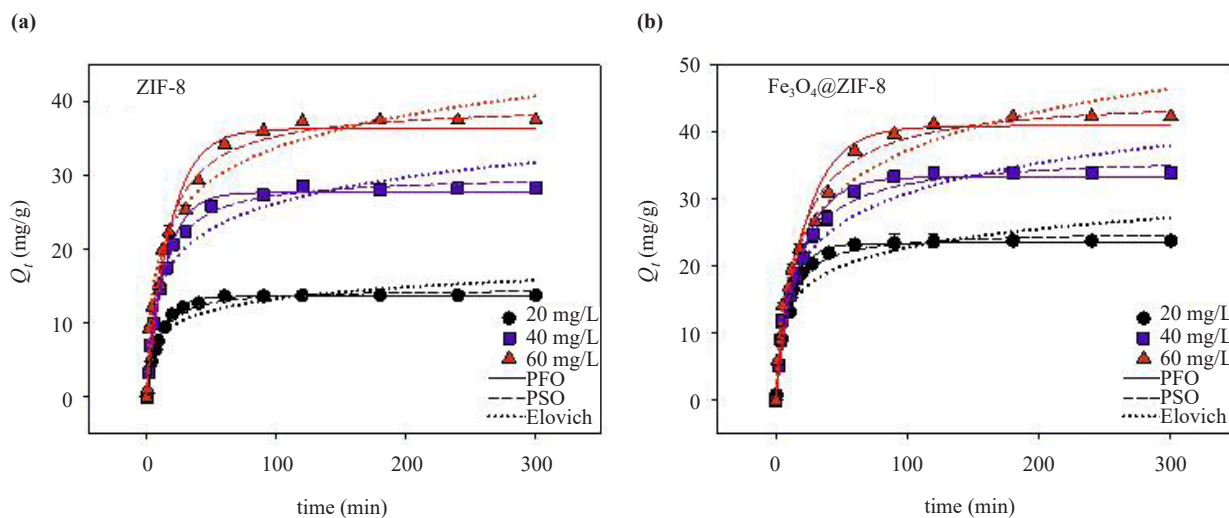 (a)
ZIF-8
Q_t (mg/g)
40
30
20
10
0
0 100 200 300
time (min)
20 mg/L
40 mg/L
60 mg/L
PFO
PSO
Elovich
(b)
Fe₃O₄@ZIF-8
Q_t (mg/g)
50
40
30
20
10
0
0 100 200 300
time (min)
20 mg/L
40 mg/L
60 mg/L
PFO
PSO
Elovich